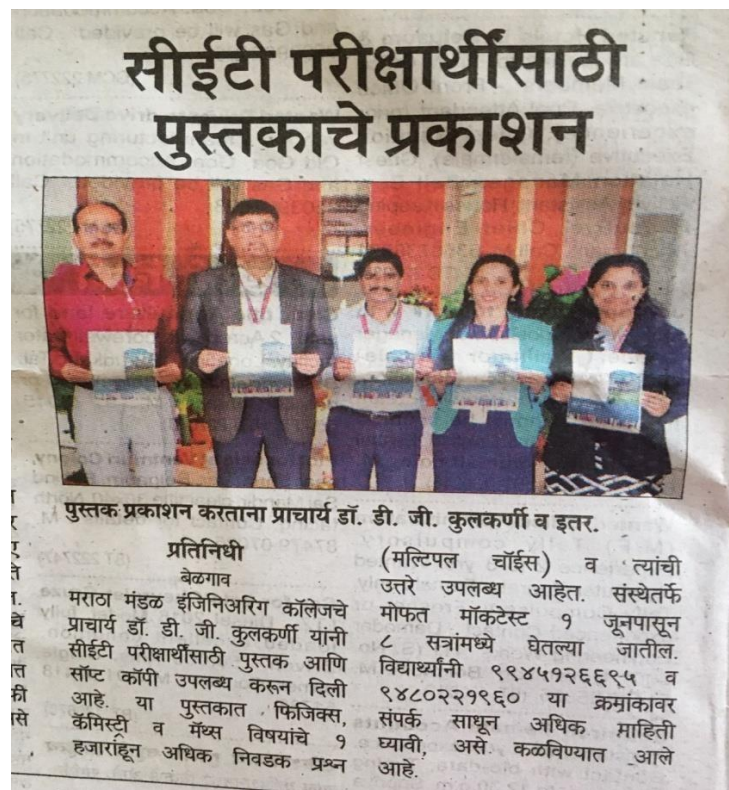 सीईटी परीक्षार्थींसाठी
पुस्तकाचे प्रकाशन
पुस्तक प्रकाशन करताना प्राचार्य डॉ. डी. जी. कुलकर्णी व इतर.
प्रतिनिधी
बेळगाव
मराठा मंडळ इंजिनिअरिंग कॉलेजचे
प्राचार्य डॉ. डी. जी. कुलकर्णी यांनी
सीईटी परीक्षार्थींसाठी पुस्तक आणि
सॉप्ट कॉपी उपलब्ध करून दिली
आहे. या पुस्तकात फिजिक्स,
कॅमिस्ट्री व मॅथ्स विषयांचे १
हजाराहून अधिक निवडक प्रश्न
(मल्टिपल चॉईस) व त्यांची
उत्तरे उपलब्ध आहेत. संस्थेतर्फे
मोफत मॉकटेस्ट १ जूनपासून
८ सत्रांमध्ये घेतल्या जातील.
विद्यार्थ्यांनी ९९४५१२६६९५ व
९४८०२२१९६० या क्रमांकावर
संपर्क साधून अधिक माहिती
घ्यावी, असे कळविण्यात आले
आहे.